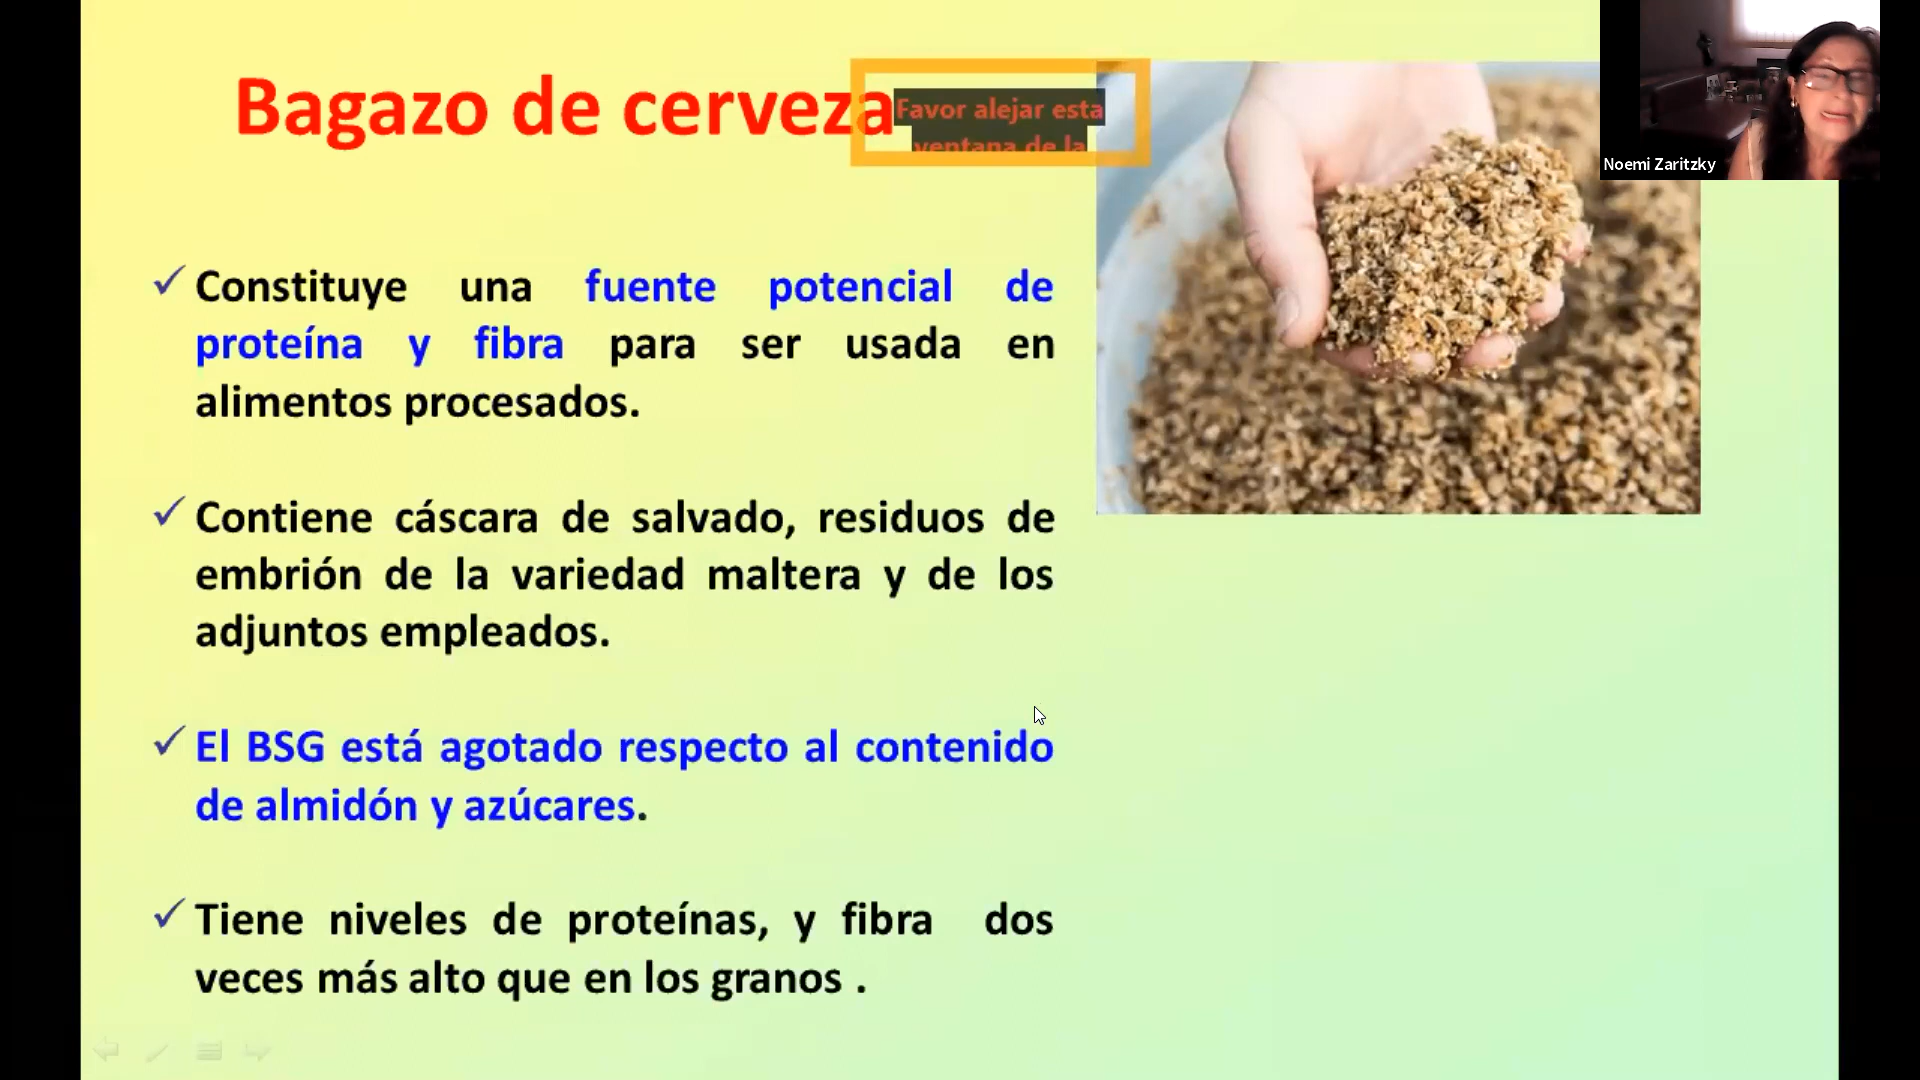 Bagazo de cerveza
Favor alejar esta
ventana de la
Noemi Zaritzky
✓ Constituye una fuente potencial de
proteína y fibra para ser usada en
alimentos procesados.
✓ Contiene cáscara de salvado, residuos de
embrión de la variedad maltera y de los
adjuntos empleados.
✓ El BSG está agotado respecto al contenido
de almidón y azúcares.
✓ Tiene niveles de proteínas, y fibra dos
veces más alto que en los granos .